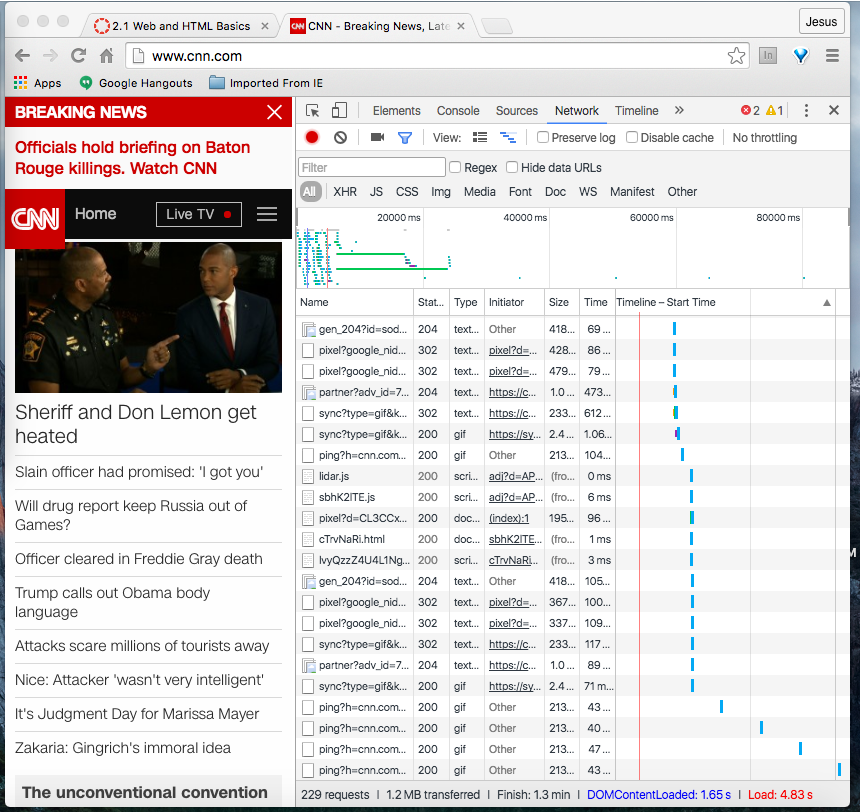 2.1 Web and HTML Basics
CNN - Breaking News, Late
Jesus
www.cnn.com
In
Apps
Google Hangouts
Imported From IE
BREAKING NEWS
Officials hold briefing on Baton
Rouge killings. Watch CNN
CNN
Home
Live TV
Sheriff and Don Lemon get
heated
Slain officer had promised: 'I got you'
Will drug report keep Russia out of
Games?
Officer cleared in Freddie Gray death
Trump calls out Obama body
language
Attacks scare millions of tourists away
Nice: Attacker 'wasn't very intelligent'
It's Judgment Day for Marissa Mayer
Zakaria: Gingrich's immoral idea
The unconventional convention
Elements Console Sources Network Timeline » 2 1
View: Preserve log Disable cache No throttling
Filter Regex Hide data URLs
All XHR JS CSS Img Media Font Doc WS Manifest Other
20000 ms 40000 ms 60000 ms 80000 ms
Name Stat... Type Initiator Size Time Timeline – Start Time
gen_204?id=sod... 204 text... Other 418... 69 ...
pixel?google_nid... 302 text... pixel?d=... 428... 86 ...
pixel?google_nid... 302 text... pixel?d=... 479... 79 ...
partner?adv_id=7... 204 text... https://c... 1.0 ... 473...
sync?type=gif&k... 302 text... https://c... 233... 612...
sync?type=gif&k... 200 gif https://sy... 2.4 ... 1.06...
ping?h=cnn.com... 200 gif Other 213... 104...
lidar.js 200 scri... adj?d=AP... (fro... 0 ms
sbhK2lTE.js 200 scri... adj?d=AP... (fro... 6 ms
pixel?d=CL3CCx... 200 doc... (index):1 195... 96 ...
cTrvNaRi.html 200 doc... sbhK2lTE... (fro... 1 ms
lvyQzzZ4U4L1Ng... 200 scri... cTrvNaRi... (fro... 3 ms
gen_204?id=sod... 204 text... Other 418... 105...
pixel?google_nid... 302 text... pixel?d=... 367... 100...
pixel?google_nid... 302 text... pixel?d=... 337... 109...
sync?type=gif&k... 302 text... https://c... 233... 117...
partner?adv_id=7... 204 text... https://c... 1.0 ... 89 ...
sync?type=gif&k... 200 gif https://sy... 2.4 ... 71 m...
ping?h=cnn.com... 200 gif Other 213... 43 ...
ping?h=cnn.com... 200 gif Other 213... 40 ...
ping?h=cnn.com... 200 gif Other 213... 47 ...
ping?h=cnn.com... 200 gif Other 213... 43 ...
229 requests | 1.2 MB transferred | Finish: 1.3 min | DOMContentLoaded: 1.65 s | Load: 4.83 s
M